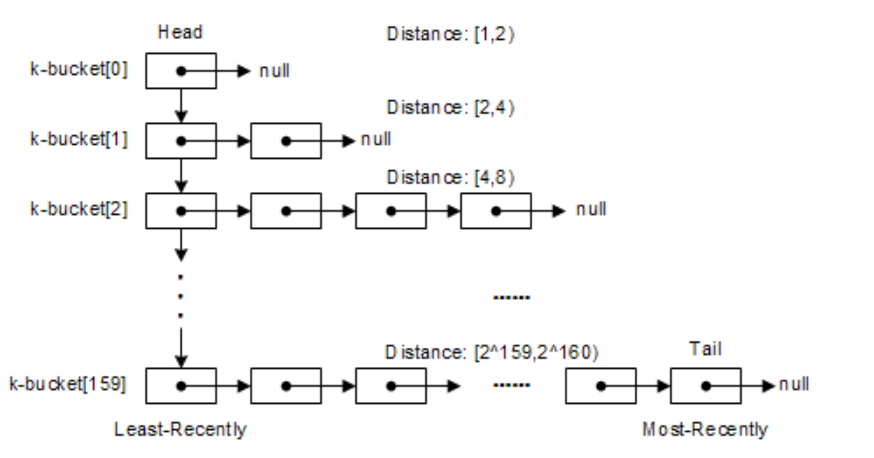 Head
Distance: [1,2)
k-bucket[0]
null
Distance: [2,4)
k-bucket[1]
null
Distance: [4,8)
k-bucket[2]
null
......
Distance: [2^159,2^160)
Tail
k-bucket[159]
......
null
Least-Recently
Most-Recently